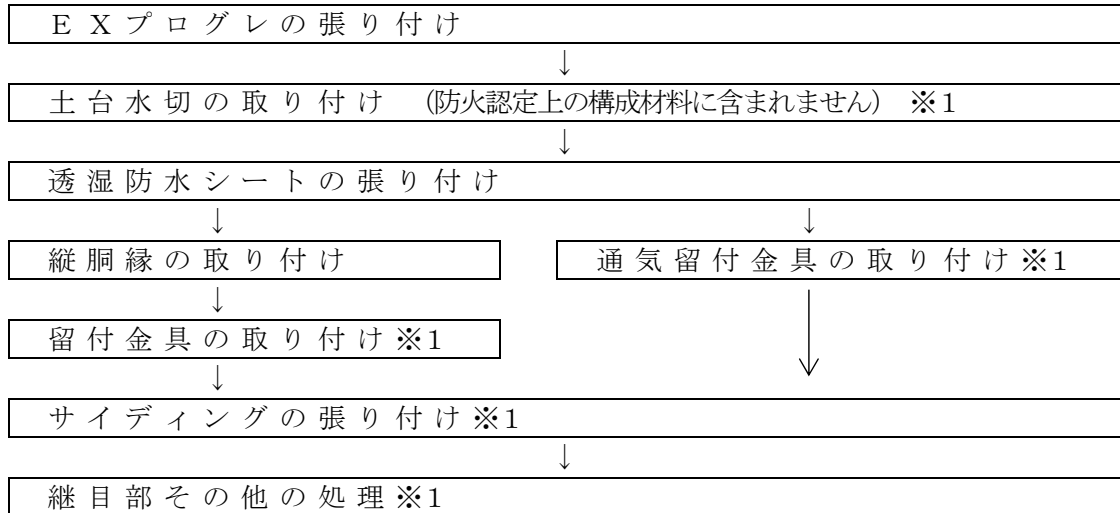 ＥＸプログレの張り付け
↓
土台水切の取り付け （防火認定上の構成材料に含まれません） ※１
↓
透湿防水シートの張り付け
↓ ↓
縦胴縁の取り付け 通気留付金具の取り付け※１
↓
留付金具の取り付け※１
↓
サイディングの張り付け※１
↓
継目部その他の処理※１